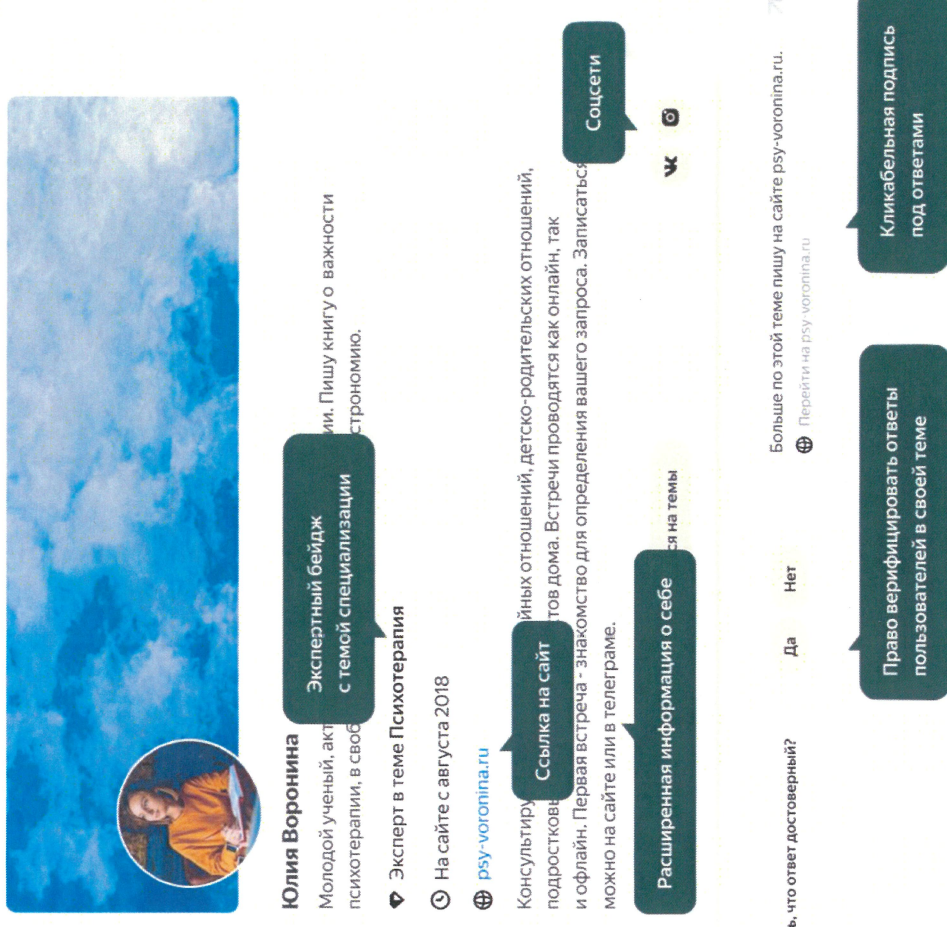 Юлия Воронина
Экспертный бейдж
с темой специализации
Молодой ученый, акт ии. Пишу книгу о важности
психотерапии, в своб строномию.
Эксперт в теме Психотерапия
На сайте с августа 2018
psy-voronina.ru
Ссылка на сайт
Соцсети
Консультиру йных отношений, детско-родительских отношений,
подростковы тов дома. Встречи проводятся как онлайн, так
и офлайн. Первая встреча - знакомство для определения вашего запроса. Записаться
можно на сайте или в телеграме.
Расширенная информация о себе
ся на темы
ь, что ответ достоверный?
Да
Нет
Больше по этой теме пишу на сайте psy-voronina.ru.
Перейти на psy-voronina.ru
Право верифицировать ответы
пользователей в своей теме
Кликабельная подпись
под ответами